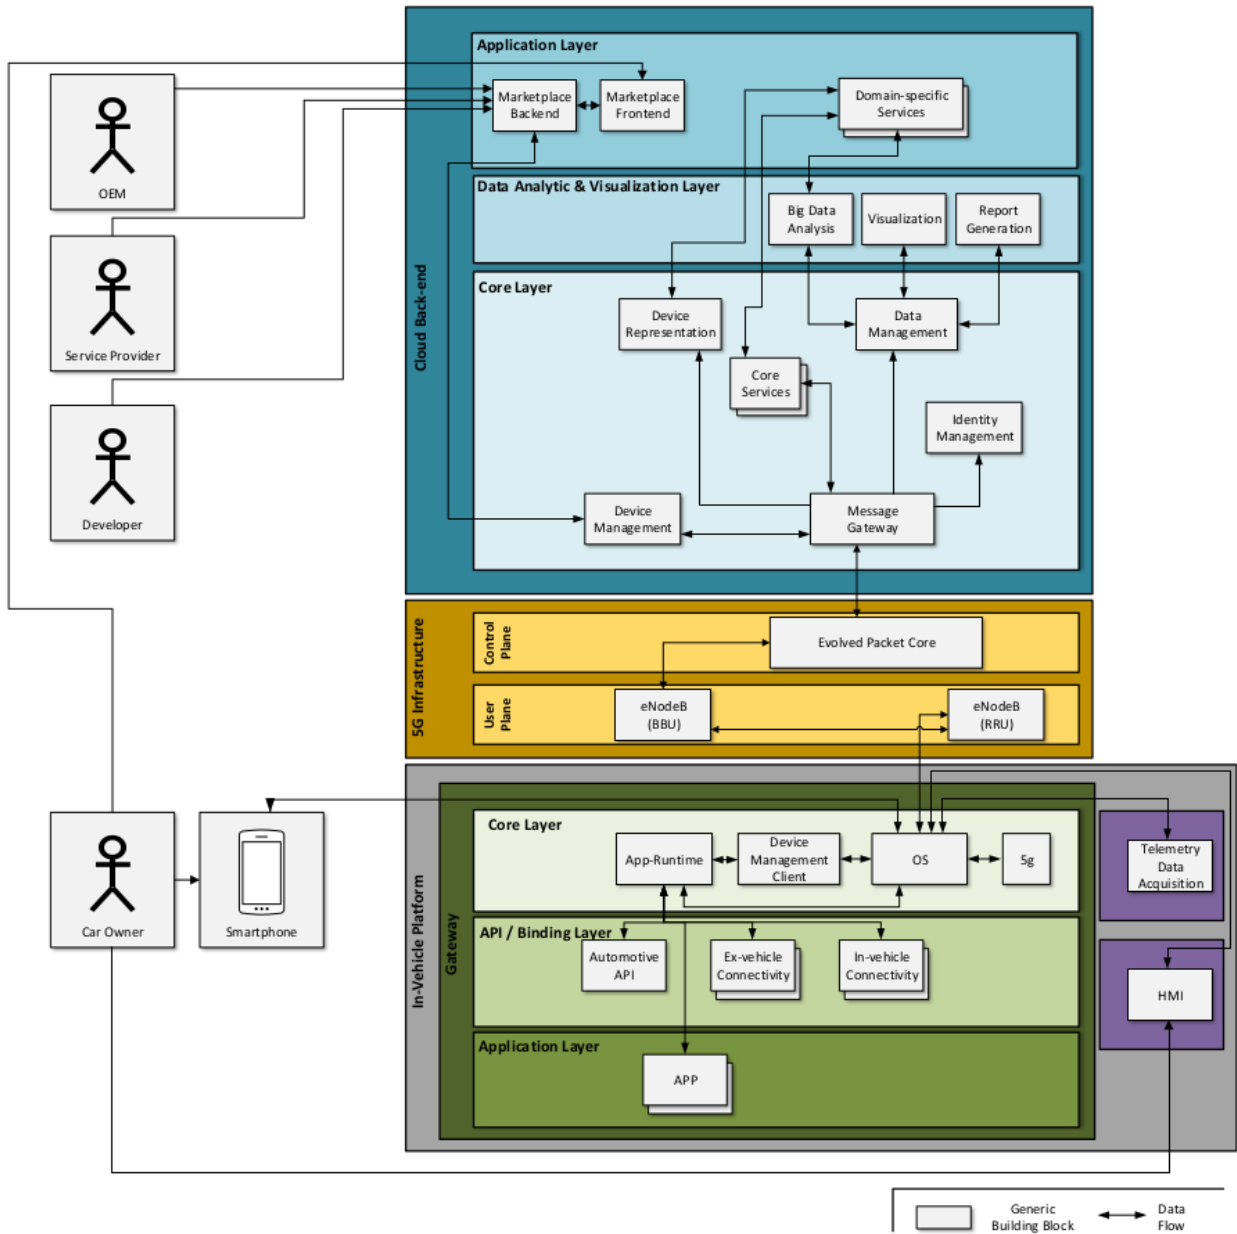 Application Layer
Marketplace
Backend
Marketplace
Frontend
Domain-specific
Services
OEM
Data Analytic & Visualization Layer
Big Data
Analysis
Visualization
Report
Generation
Service Provider
Cloud Back-end
Core Layer
Device
Representation
Data
Management
Core
Services
Identity
Management
Developer
Device
Management
Message
Gateway
5G Infrastructure
Control
Plane
Evolved Packet Core
User
Plane
eNodeB
(BBU)
eNodeB
(RRU)
In-Vehicle Platform
Gateway
Core Layer
App-Runtime
Device
Management
Client
OS
5g
Telemetry
Data
Acquisition
Car Owner
Smartphone
API / Binding Layer
Automotive
API
Ex-vehicle
Connectivity
In-vehicle
Connectivity
HMI
Application Layer
APP
Generic
Building Block
Data
Flow